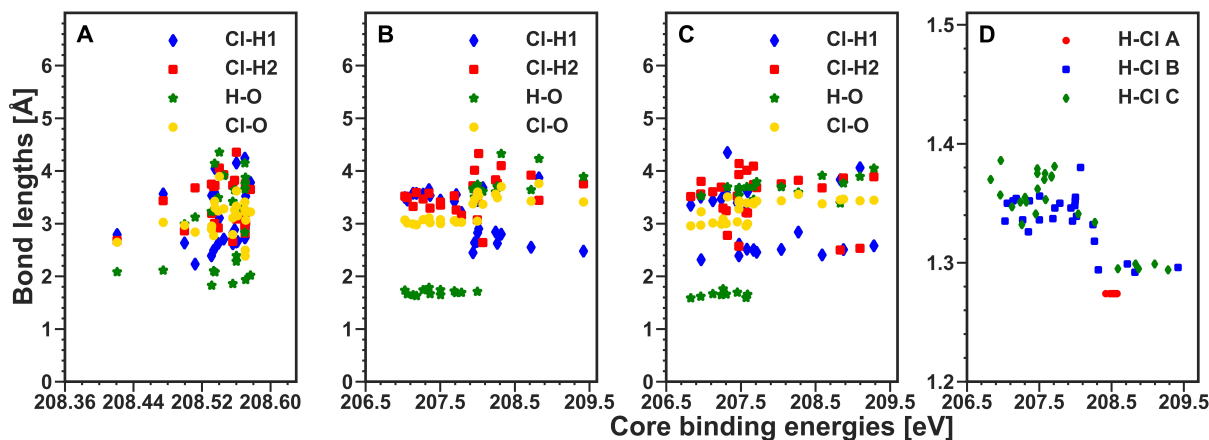 Bond lengths [Å]
A
Cl-H1
Cl-H2
H-O
Cl-O
6
5
4
3
2
1
0
208.36 208.44 208.52 208.60
B
Cl-H1
Cl-H2
H-O
Cl-O
6
5
4
3
2
1
0
206.5 207.5 208.5 209.5
C
Cl-H1
Cl-H2
H-O
Cl-O
6
5
4
3
2
1
0
206.5 207.5 208.5 209.5
D
H-Cl A
H-Cl B
H-Cl C
1.5
1.4
1.3
1.2
206.5 207.5 208.5 209.5
Core binding energies [eV]